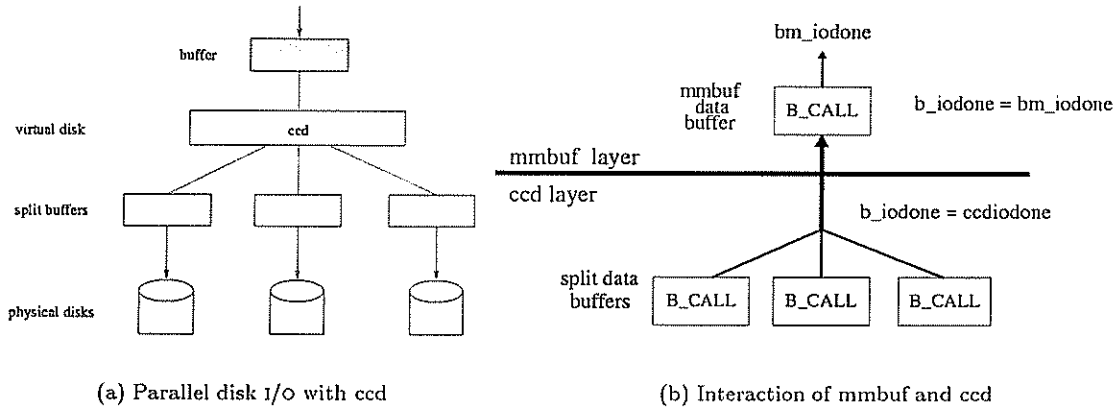 buffer
virtual disk
ccd
split buffers
physical disks
(a) Parallel disk I/O with ccd
bm_iodone
mmbuf
data
buffer
B_CALL
b_iodone = bm_iodone
mmbuf layer
ccd layer
b_iodone = ccdiodone
split data
buffers
B_CALL B_CALL B_CALL
(b) Interaction of mmbuf and ccd